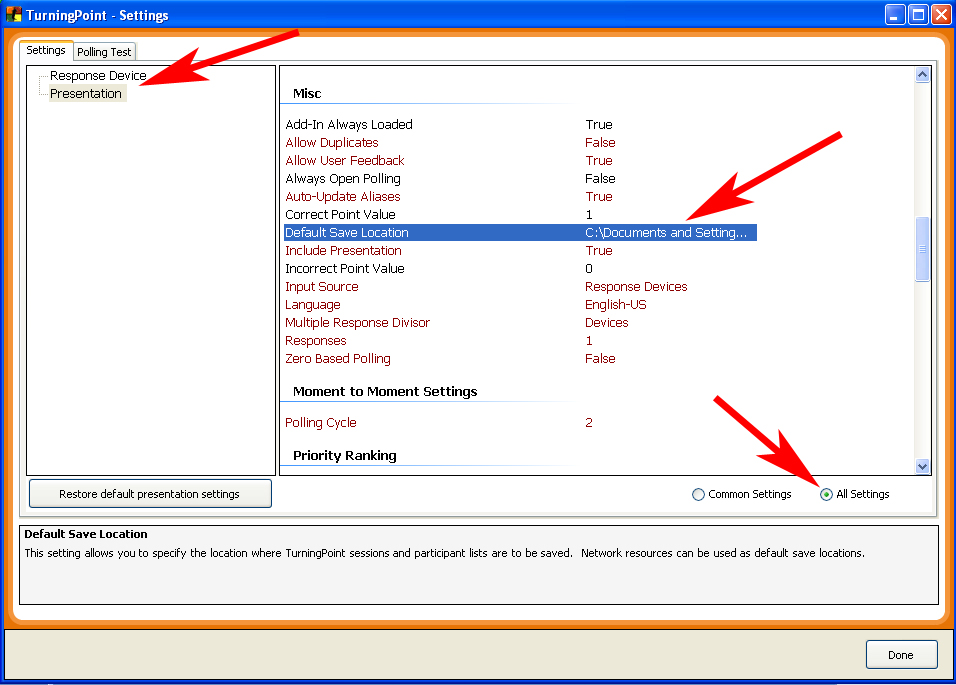 TurningPoint - Settings
Settings
Polling Test
Response Device
Presentation
Misc
Add-In Always Loaded True
Allow Duplicates False
Allow User Feedback True
Always Open Polling False
Auto-Update Aliases True
Correct Point Value 1
Default Save Location C:\Documents and Setting...
Include Presentation True
Incorrect Point Value 0
Input Source Response Devices
Language English-US
Multiple Response Divisor Devices
Responses 1
Zero Based Polling False
Moment to Moment Settings
Polling Cycle 2
Priority Ranking
Restore default presentation settings
Common Settings
All Settings
Default Save Location
This setting allows you to specify the location where TurningPoint sessions and participant lists are to be saved. Network resources can be used as default save locations.
Done